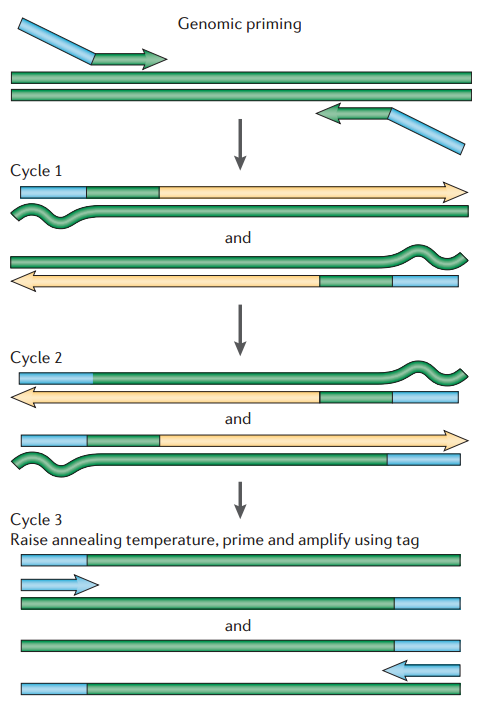 Genomic priming
Cycle 1
and
Cycle 2
and
Cycle 3
Raise annealing temperature, prime and amplify using tag
and